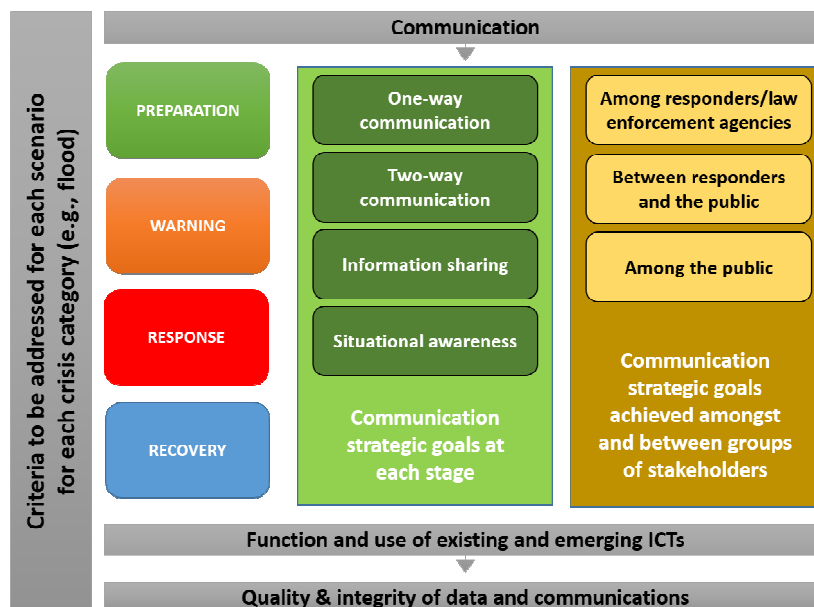 Criteria to be addressed for each scenario
for each crisis category (e.g., flood)
Communication
PREPARATION
WARNING
RESPONSE
RECOVERY
One-way
communication
Two-way
communication
Information sharing
Situational awareness
Communication
strategic goals at
each stage
Among responders/law
enforcement agencies
Between responders
and the public
Among the public
Communication
strategic goals
achieved amongst
and between groups
of stakeholders
Function and use of existing and emerging ICTs
Quality & integrity of data and communications